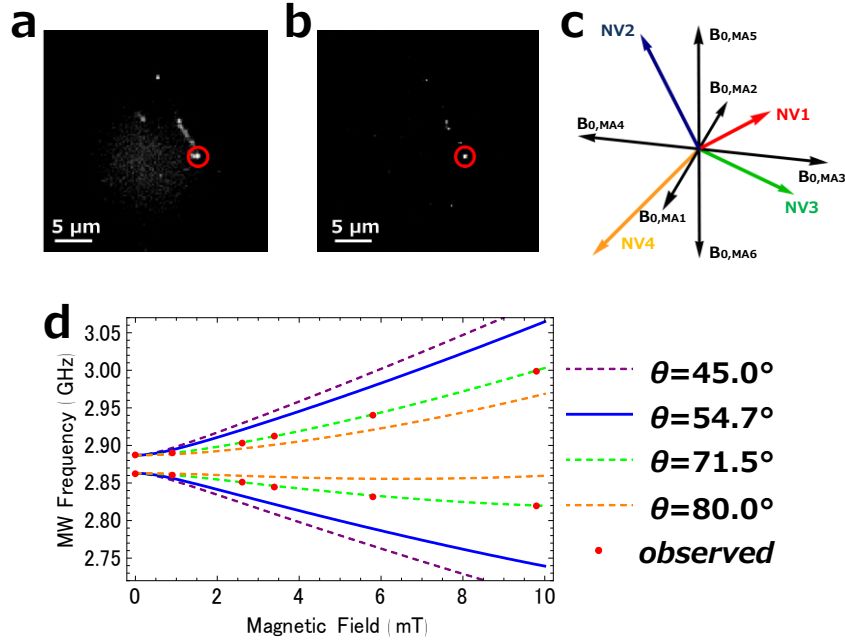 a
5 μm
b
5 μm
c
NV2
B0,MA5
B0,MA2
NV1
B0,MA4
B0,MA3
B0,MA1
NV3
NV4
B0,MA6
d
MW Frequency (GHz)
3.05
3.00
2.95
2.90
2.85
2.80
2.75
0
2
4
6
8
10
Magnetic Field (mT)
θ=45.0°
θ=54.7°
θ=71.5°
θ=80.0°
observed